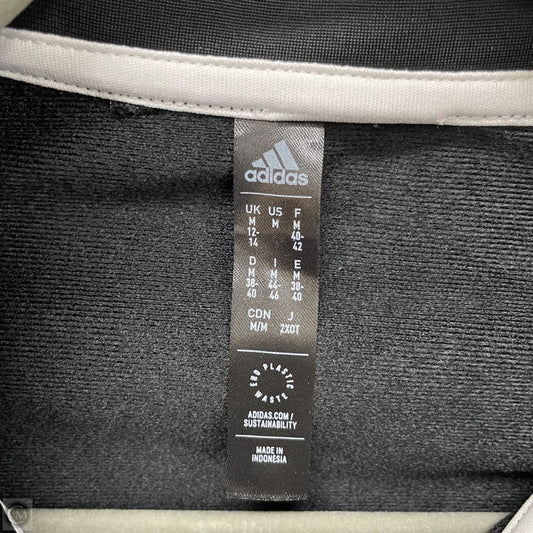 adidas
UK US F
M M M
12- 40-
14 42
D I E
M M M
38- 44- 38-
40 46 40
CDN J
M/M 2XOT
END PLASTIC WASTE
ADIDAS.COM/
SUSTAINABILITY
MADE IN
INDONESIA
M